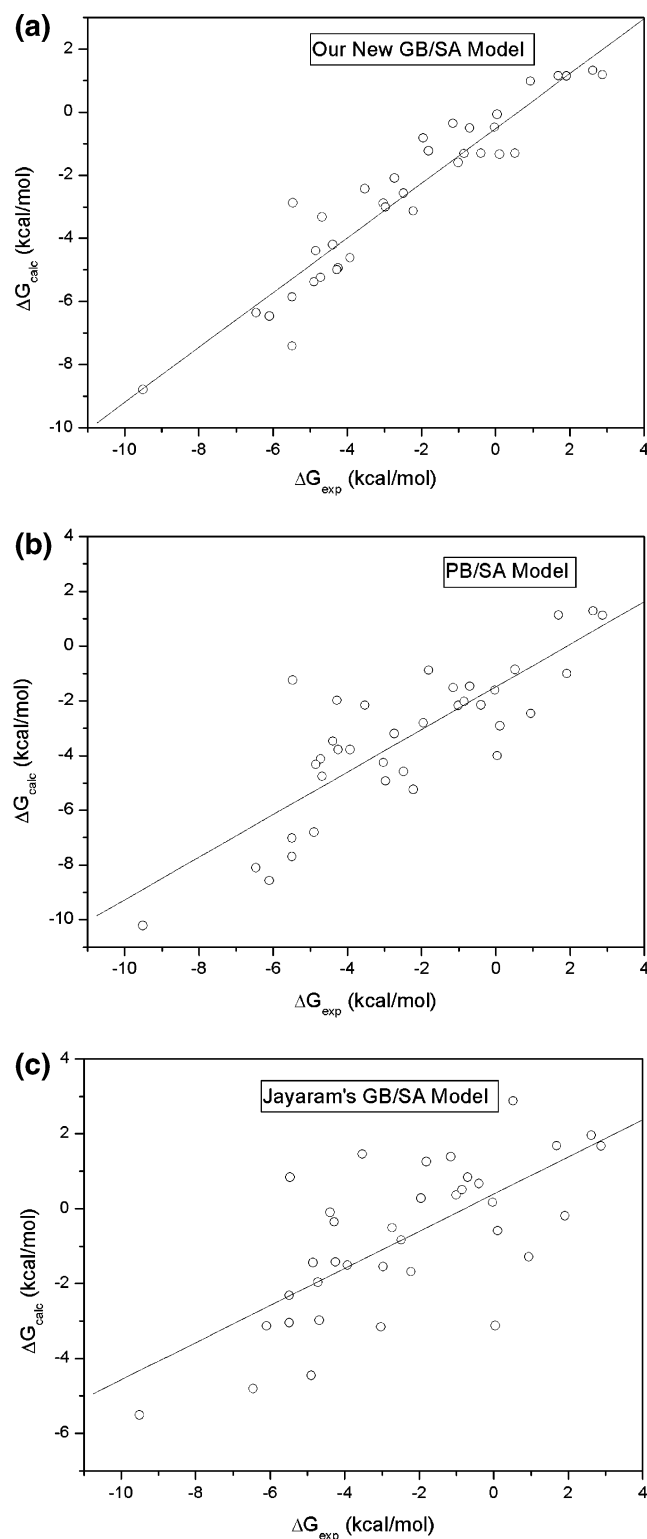 (a)
Our New GB/SA Model
2
0
-2
-4
-6
-8
-10
ΔGcalc (kcal/mol)
-10 -8 -6 -4 -2 0 2 4
ΔGexp (kcal/mol)
(b)
PB/SA Model
4
2
0
-2
-4
-6
-8
-10
ΔGcalc (kcal/mol)
-10 -8 -6 -4 -2 0 2 4
ΔGexp (kcal/mol)
(c)
Jayaram's GB/SA Model
4
2
0
-2
-4
-6
ΔGcalc (kcal/mol)
-10 -8 -6 -4 -2 0 2 4
ΔGexp (kcal/mol)